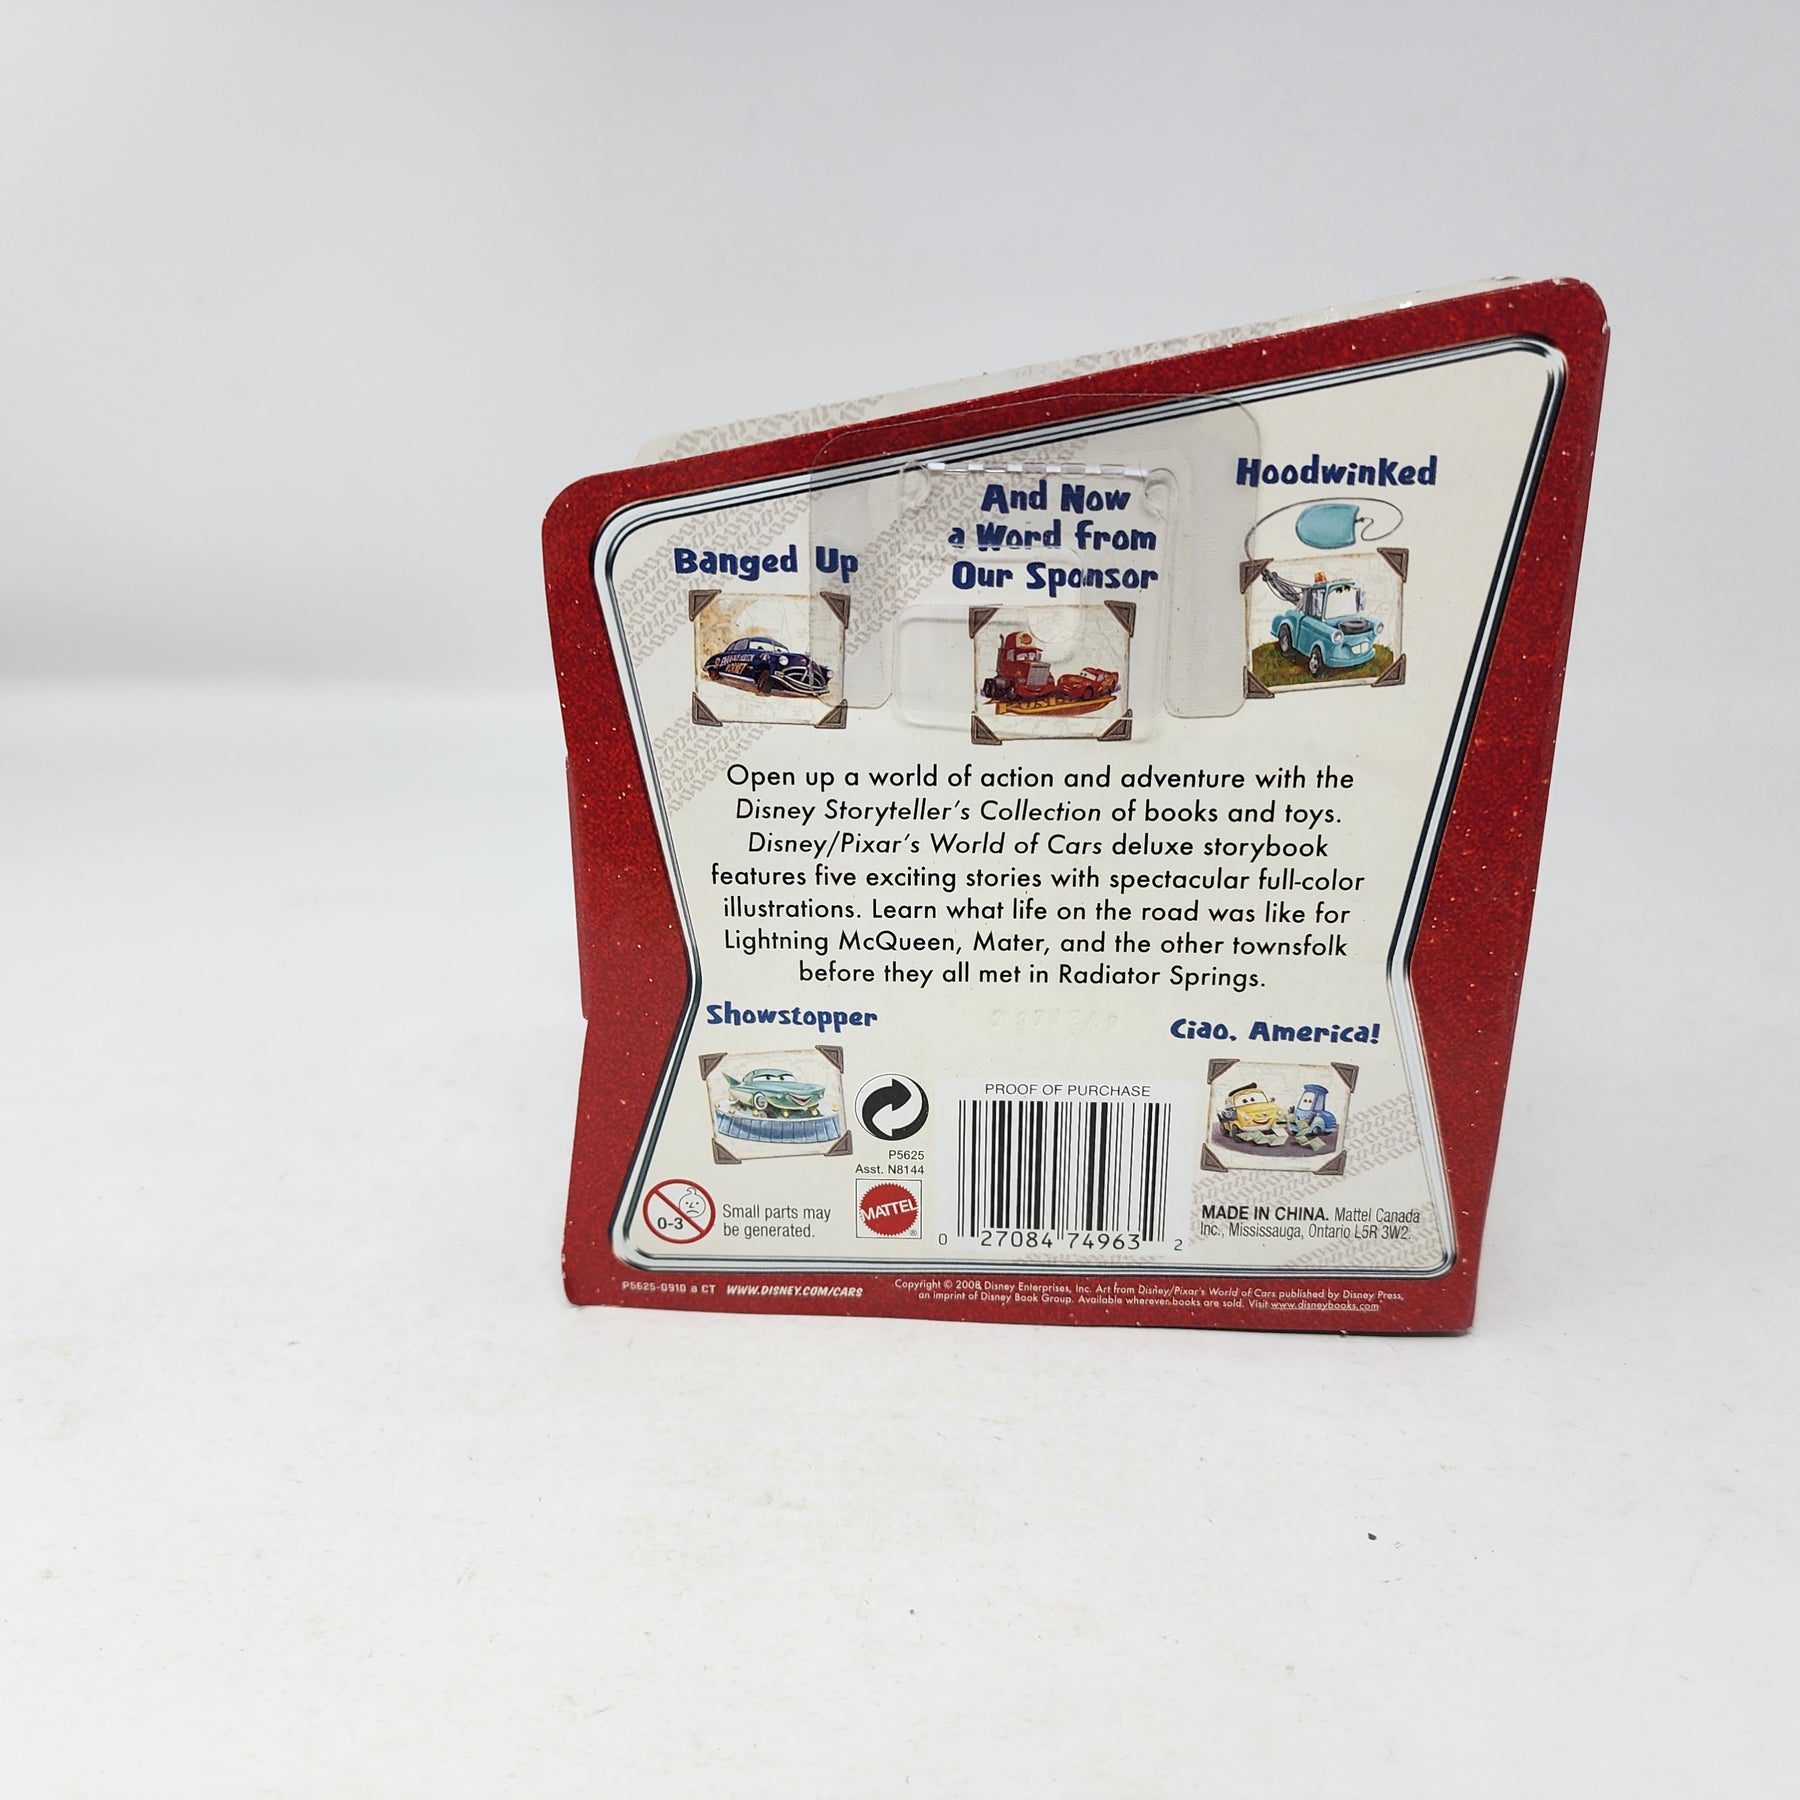 Hoodwinked
And Now
a Word from
Our Sponsor
Banged Up
Open up a world of action and adventure with the
Disney Storyteller's Collection of books and toys.
Disney/Pixar's World of Cars deluxe storybook
features five exciting stories with spectacular full-color
illustrations. Learn what life on the road was like for
Lightning McQueen, Mater, and the other townsfolk
before they all met in Radiator Springs.
Showstopper
Ciao, America!
PROOF OF PURCHASE
P5625
Asst. N8144
0-3
Small parts may
be generated.
MATTEL
®
0 27084 74963 2
MADE IN CHINA. Mattel Canada
Inc., Mississauga, Ontario L5R 3W2.
P5625-0910 a CT WWW.DISNEY.COM/CARS
Copyright © 2008 Disney Enterprises, Inc. Art from Disney/Pixar's World of Cars published by Disney Press,
an imprint of Disney Book Group. Available wherever books are sold. Visit www.disneybooks.com